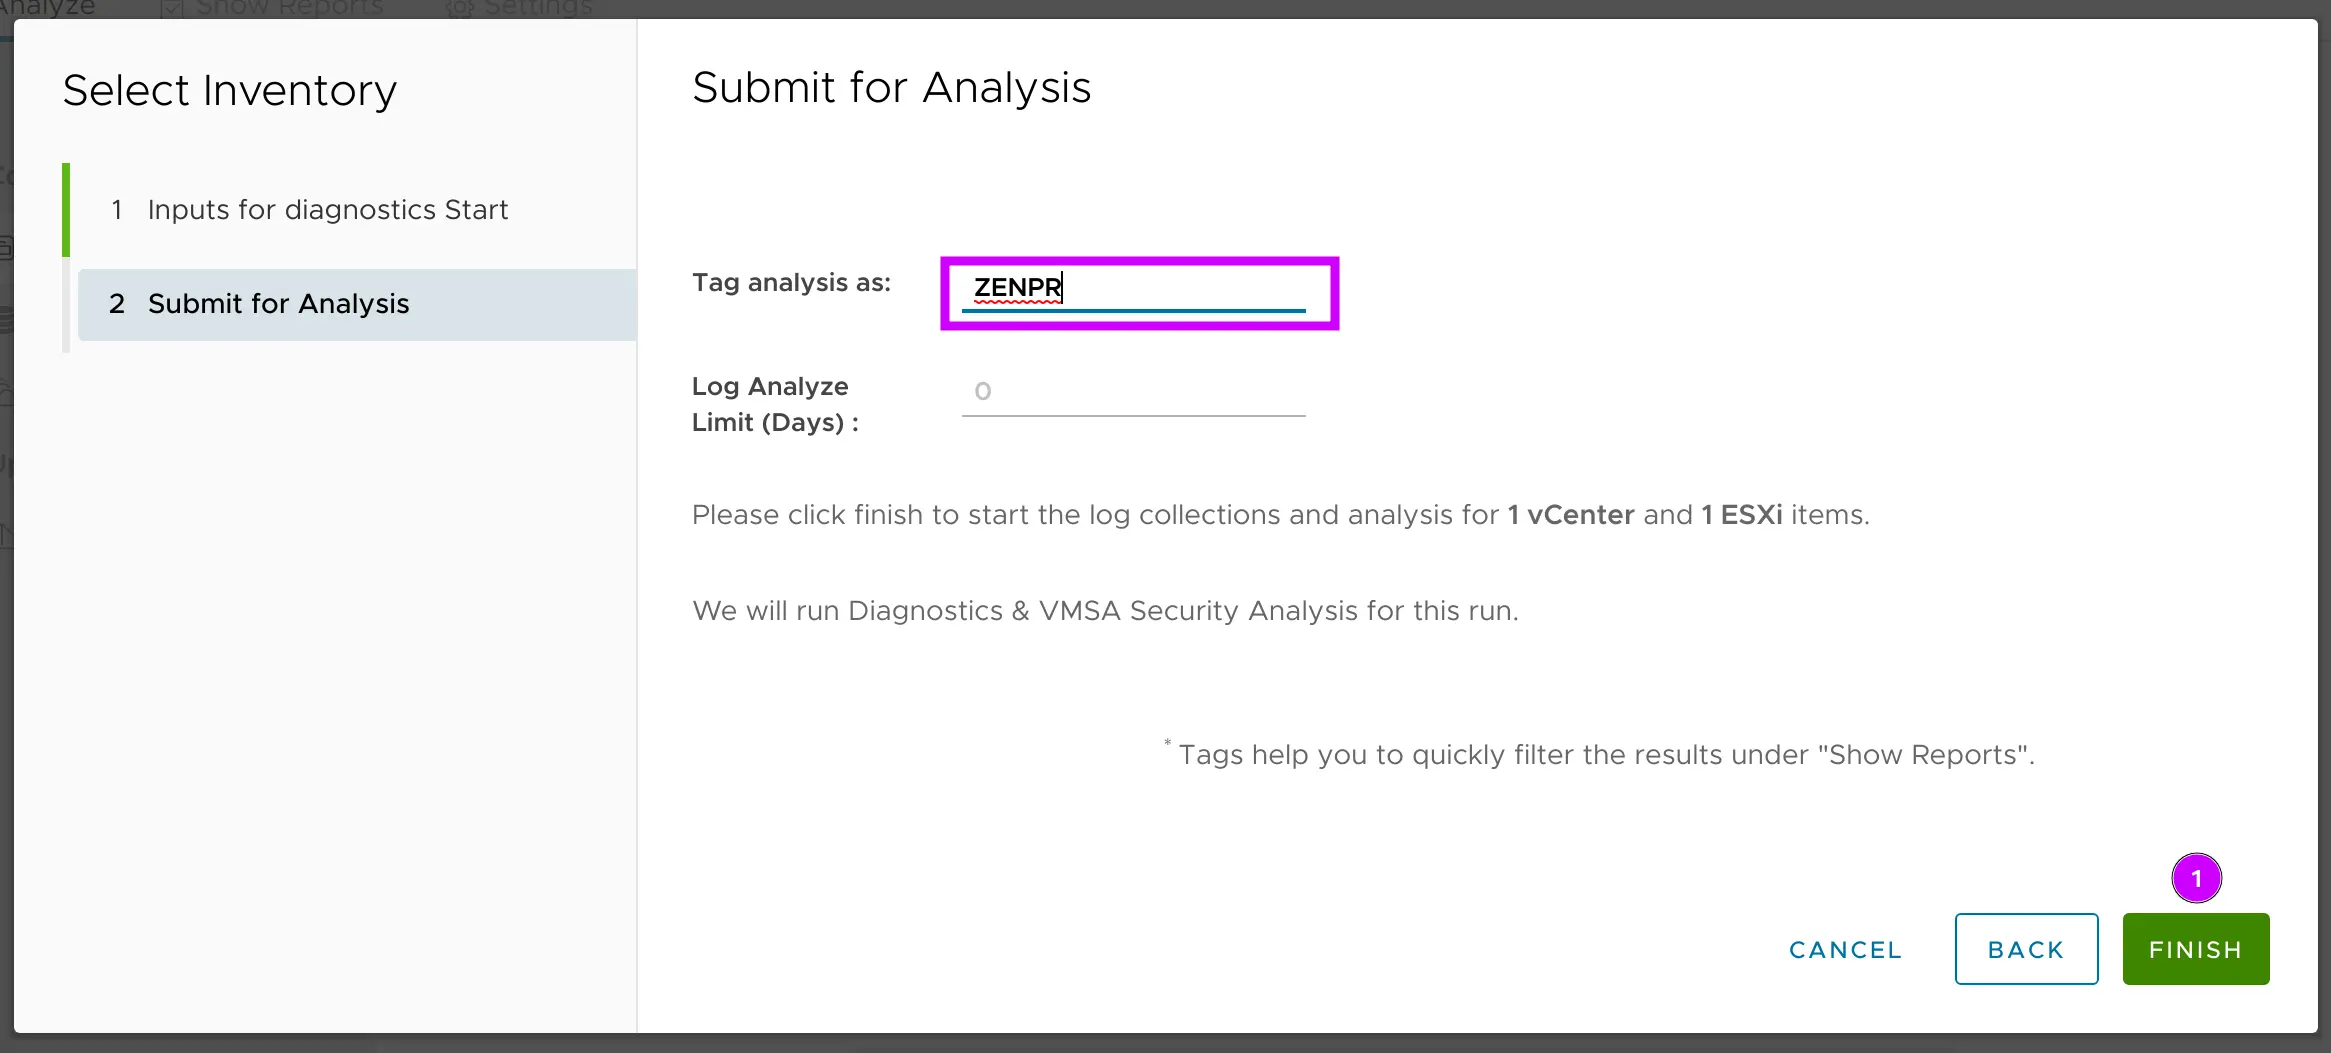 Analyze
Show Reports
Settings
Select Inventory
1 Inputs for diagnostics Start
2 Submit for Analysis
Submit for Analysis
Tag analysis as:
ZENPR
Log Analyze
Limit (Days) :
0
Please click finish to start the log collections and analysis for 1 vCenter and 1 ESXi items.
We will run Diagnostics & VMSA Security Analysis for this run.
* Tags help you to quickly filter the results under "Show Reports".
1
CANCEL
BACK
FINISH